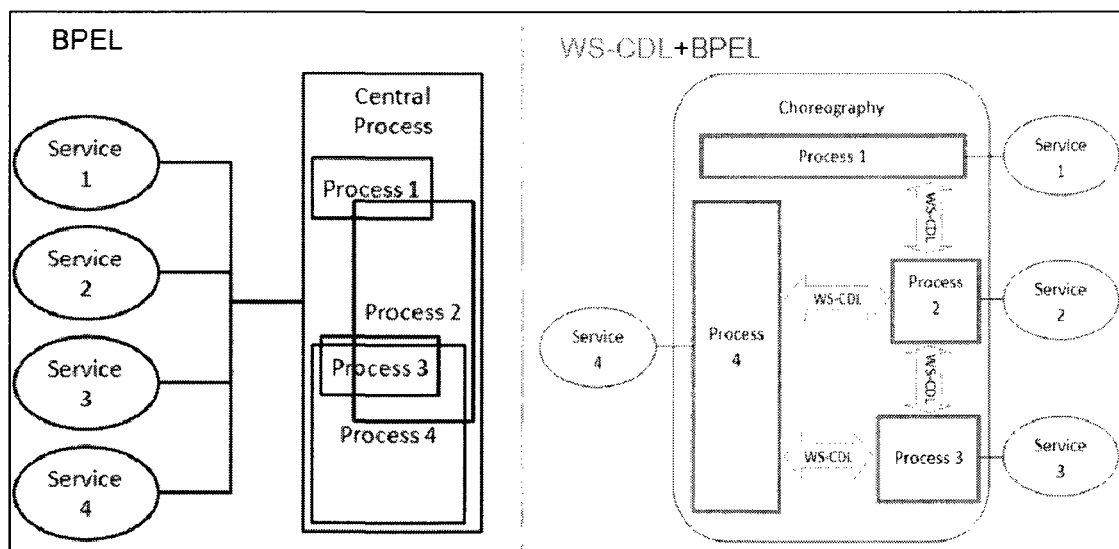 BPEL
Central
Process
Service
1
Process 1
Service
2
Process 2
Service
3
Process 3
Process 4
Service
4
WS-CDL+BPEL
Choreography
Process 1
Service
1
WS-CDL
Process
2
Service
2
WS-CDL
Service
4
Process
4
WS-CDL
WS-CDL
Process 3
Service
3